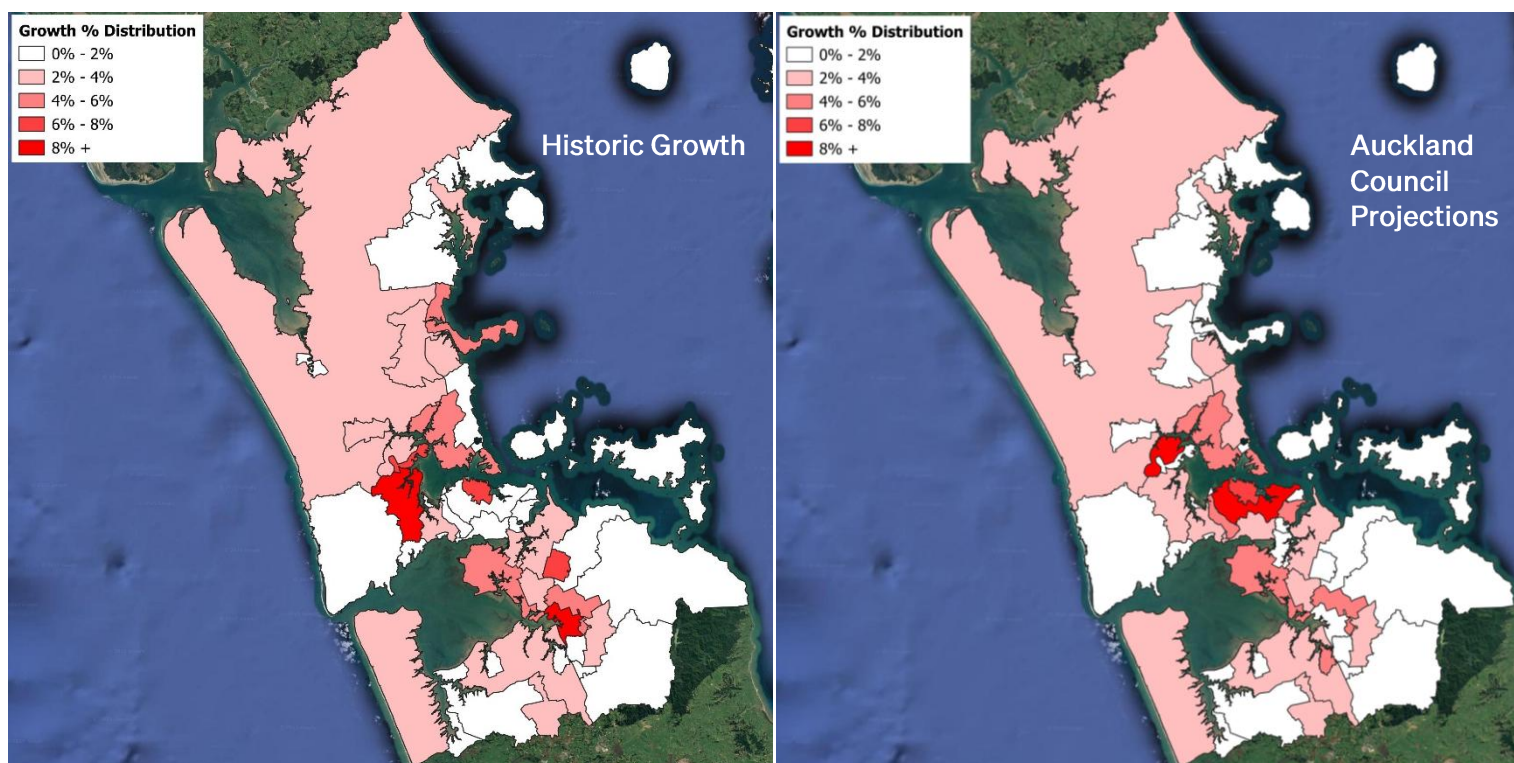 Growth % Distribution
0% - 2%
2% - 4%
4% - 6%
6% - 8%
8% +
Historic Growth
Growth % Distribution
0% - 2%
2% - 4%
4% - 6%
6% - 8%
8% +
Auckland
Council
Projections